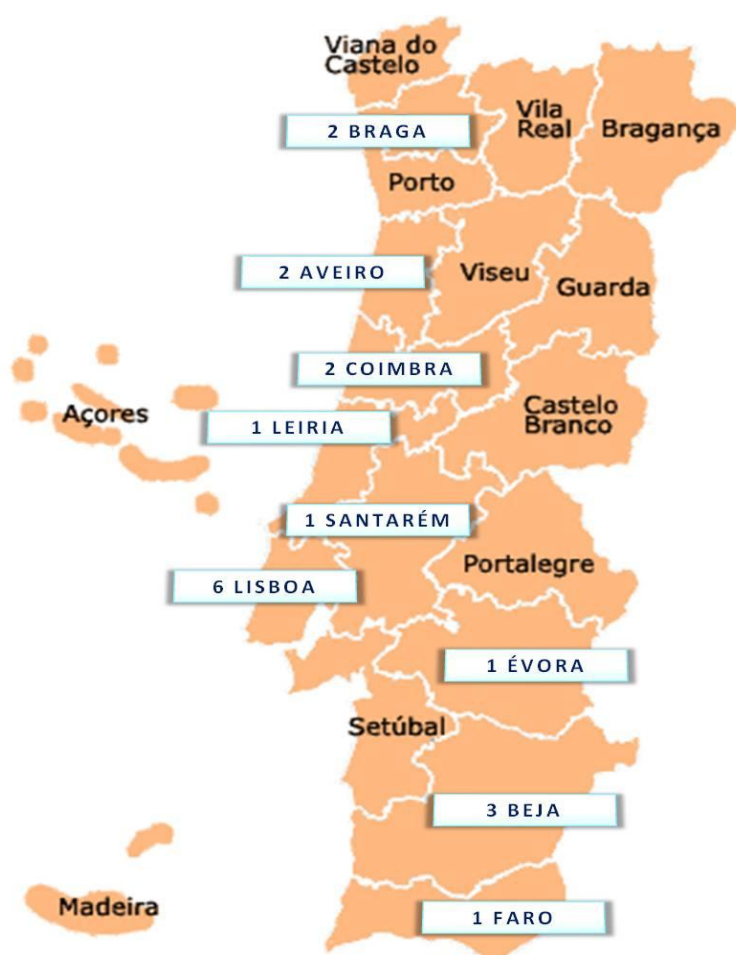 Viana do
Castelo
Vila
Real
Bragança
2 BRAGA
Porto
2 AVEIRO
Viseu
Guarda
2 COIMBRA
Açores
1 LEIRIA
Castelo
Branco
1 SANTARÉM
Portalegre
6 LISBOA
1 ÉVORA
Setúbal
3 BEJA
Madeira
1 FARO